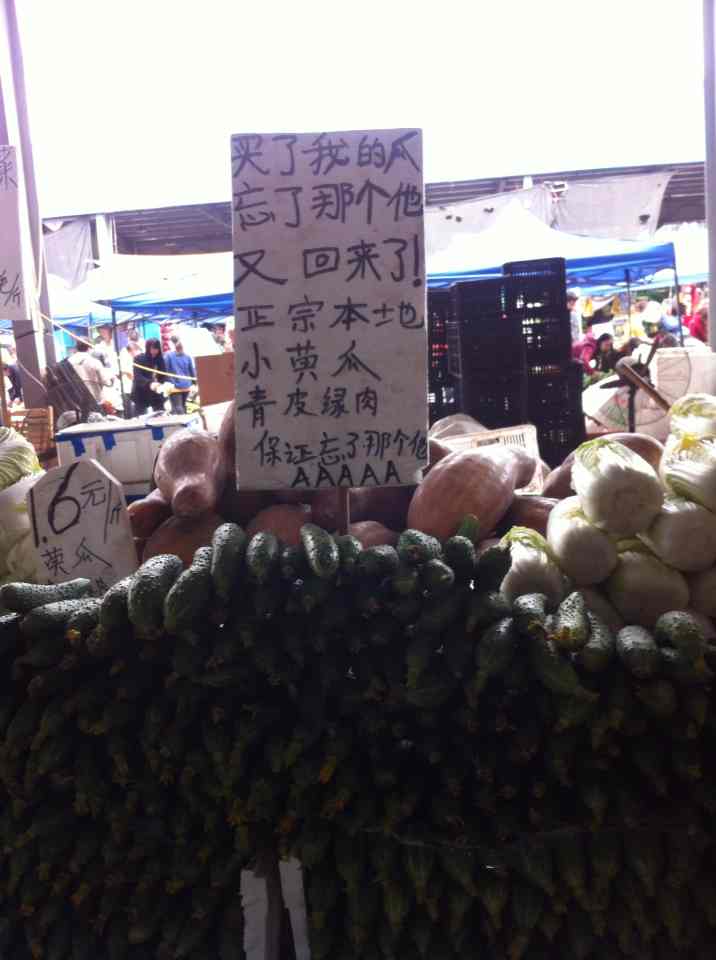 买了我的瓜
忘了那个他
又回来了!
正宗本地
小黄瓜
青皮绿肉
保证忘了那个他
AAAAA
1.6元/斤
黄瓜
菜